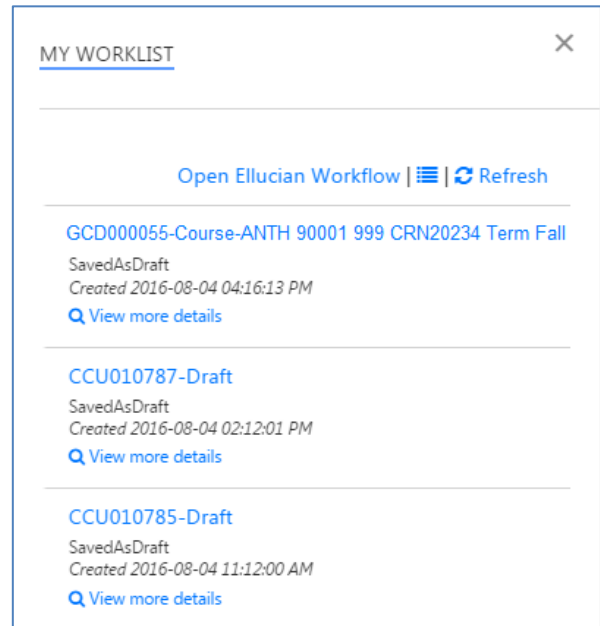 MY WORKLIST
Open Ellucian Workflow | | Refresh
GCD000055-Course-ANTH 90001 999 CRN20234 Term Fall
SavedAsDraft
Created 2016-08-04 04:16:13 PM
View more details
CCU010787-Draft
SavedAsDraft
Created 2016-08-04 02:12:01 PM
View more details
CCU010785-Draft
SavedAsDraft
Created 2016-08-04 11:12:00 AM
View more details